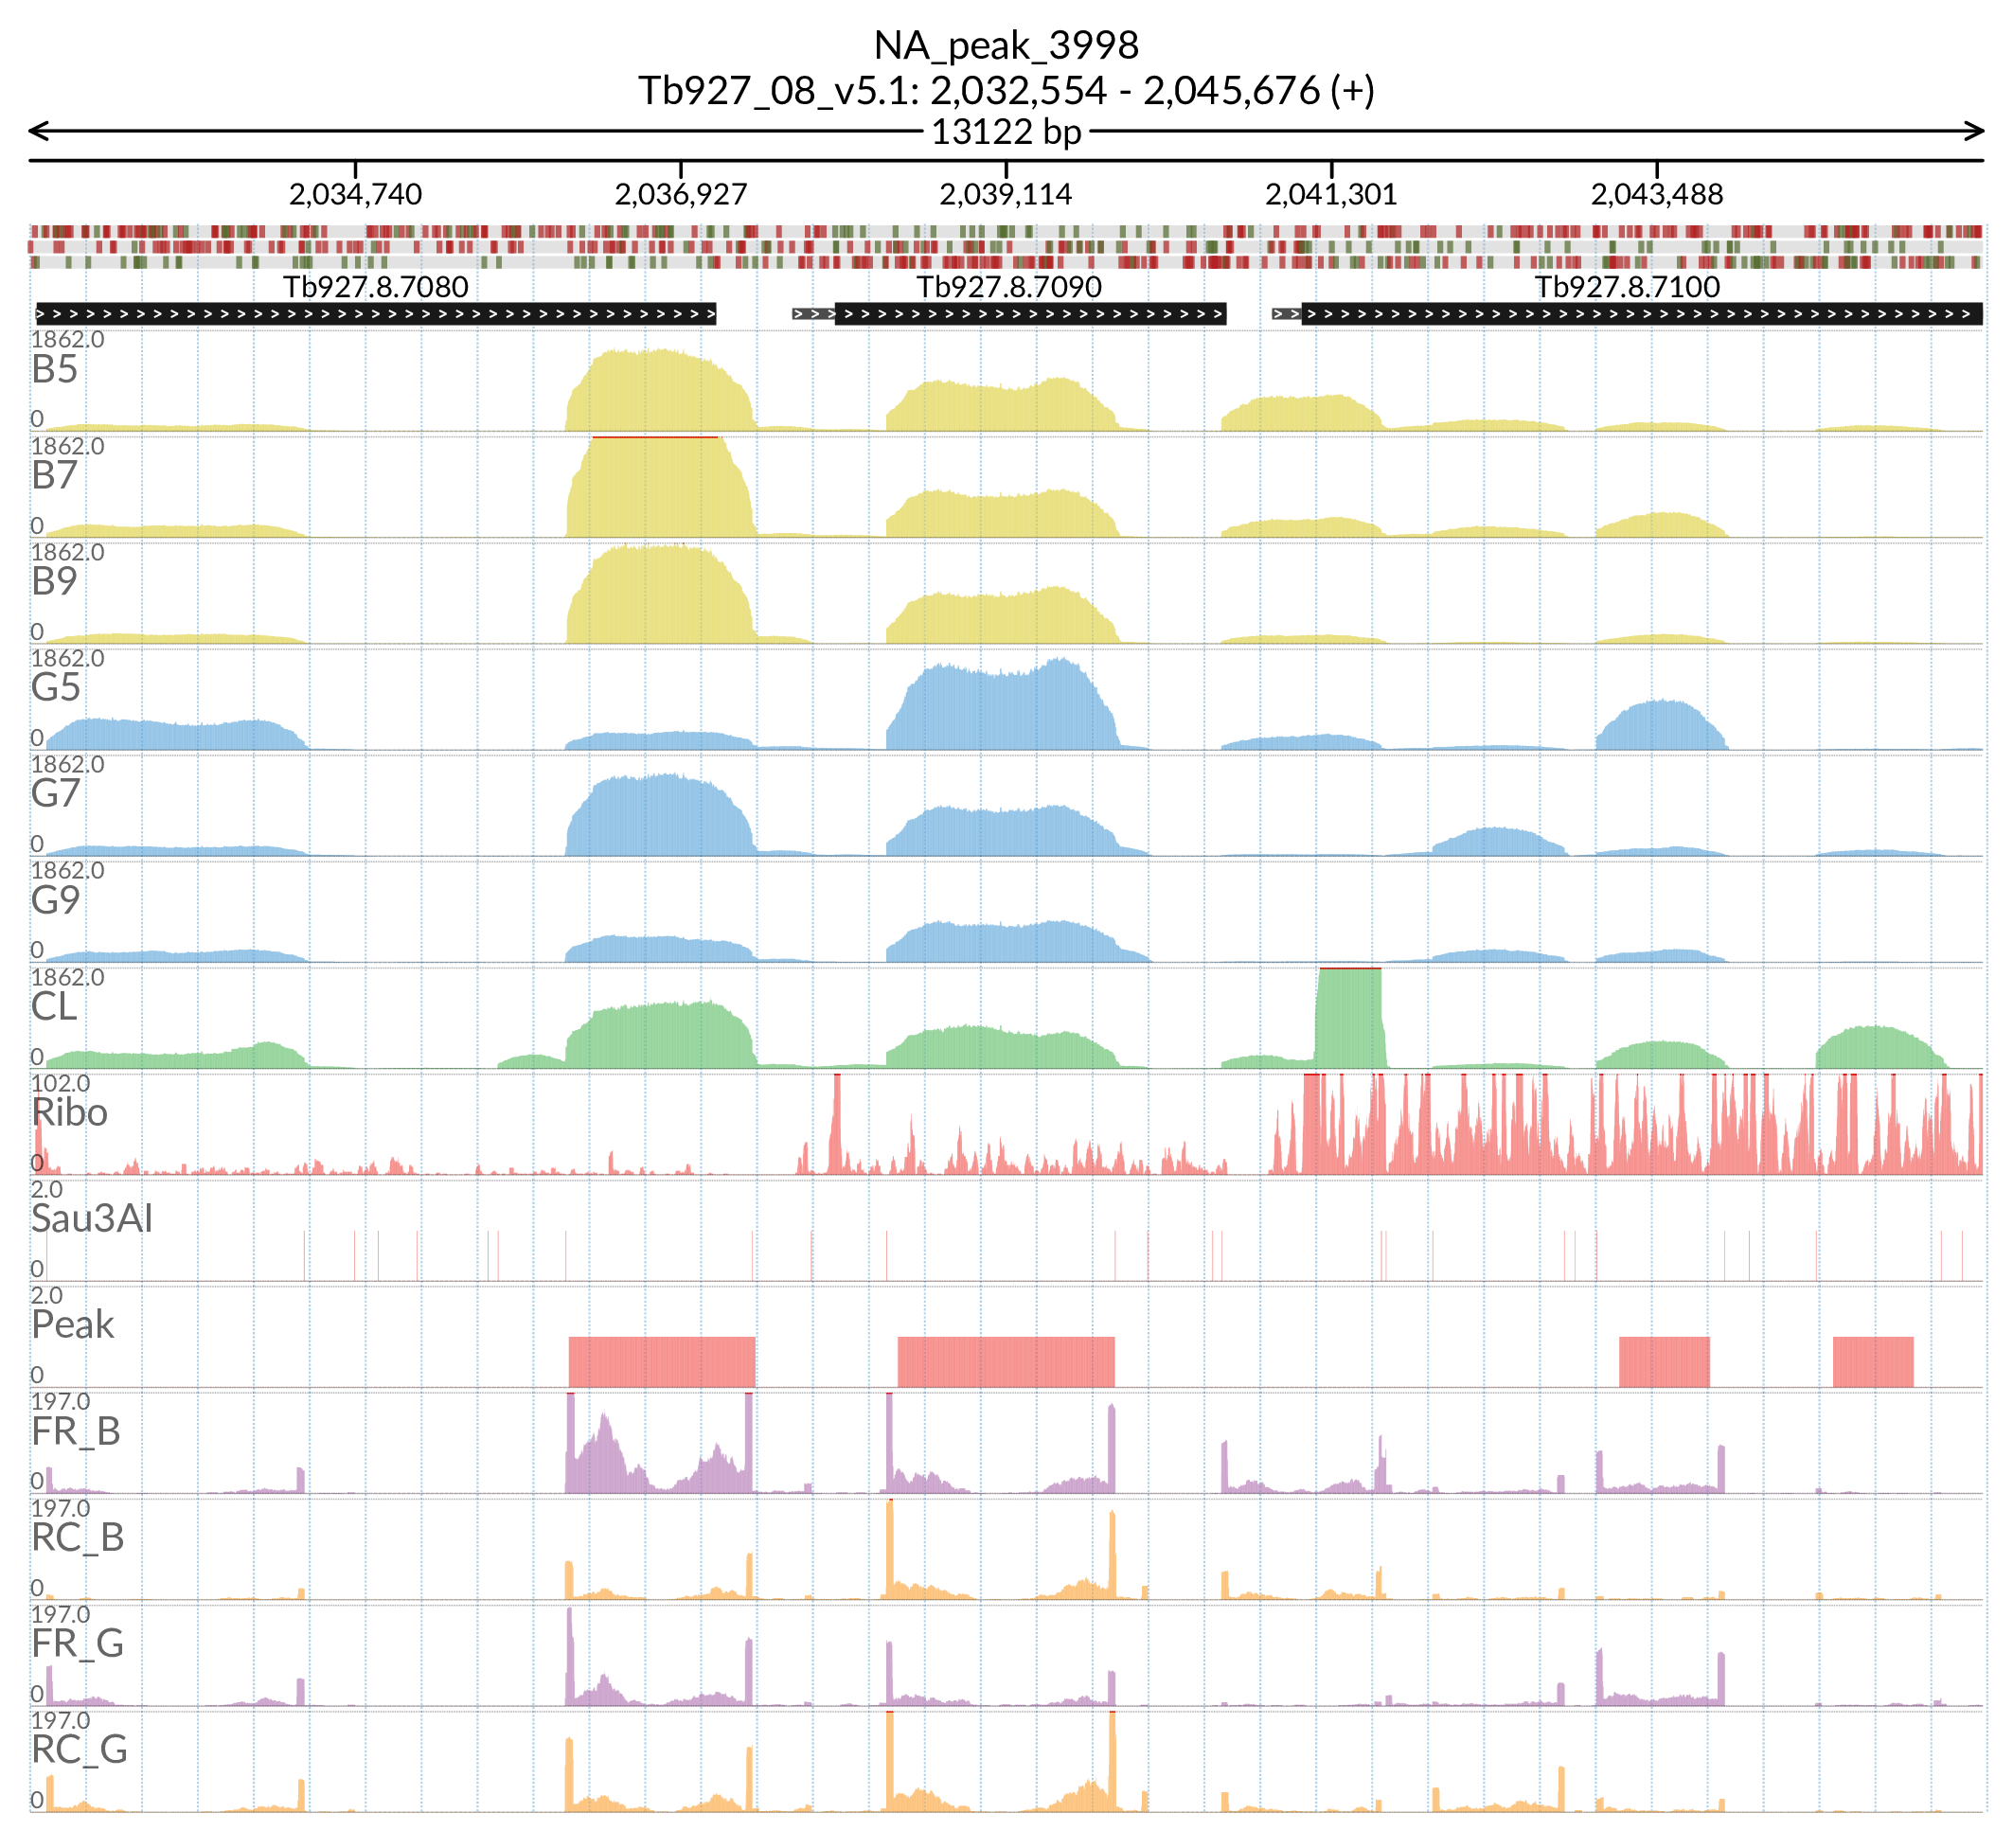 NA_peak_3998
Tb927_08_v5.1: 2,032,554 - 2,045,676 (+)
13122 bp
2,034,740 2,036,927 2,039,114 2,041,301 2,043,488
Tb927.8.7080 Tb927.8.7090 Tb927.8.7100
1862.0
B5
0
1862.0
B7
0
1862.0
B9
0
1862.0
G5
0
1862.0
G7
0
1862.0
G9
0
1862.0
CL
0
102.0
Ribo
0
2.0
Sau3AI
0
2.0
Peak
0
197.0
FR_B
0
197.0
RC_B
0
197.0
FR_G
0
197.0
RC_G
0